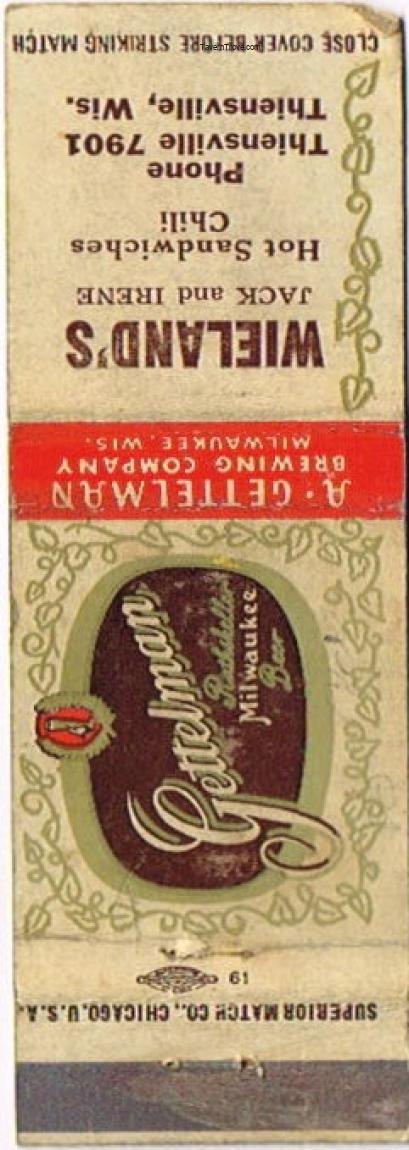 CLOSE COVER BEFORE STRIKING MATCH
WIELAND'S
JACK and IRENE
Hot Sandwiches
Chili
Phone
Thiensville 7901
Thiensville, Wis.
A·GETTELMAN
BREWING COMPANY
MILWAUKEE, WIS.
Gettelman
Rathskeller
Milwaukee
Beer
61
SUPERIOR MATCH CO., CHICAGO, U.S.A.